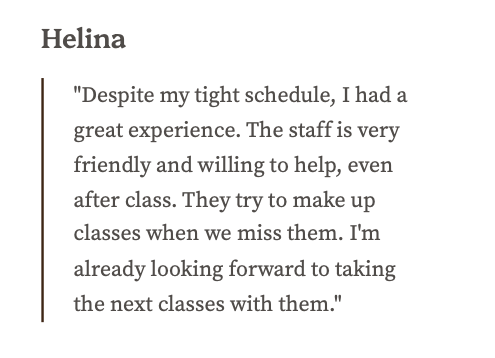 Helina
"Despite my tight schedule, I had a
great experience. The staff is very
friendly and willing to help, even
after class. They try to make up
classes when we miss them. I'm
already looking forward to taking
the next classes with them."